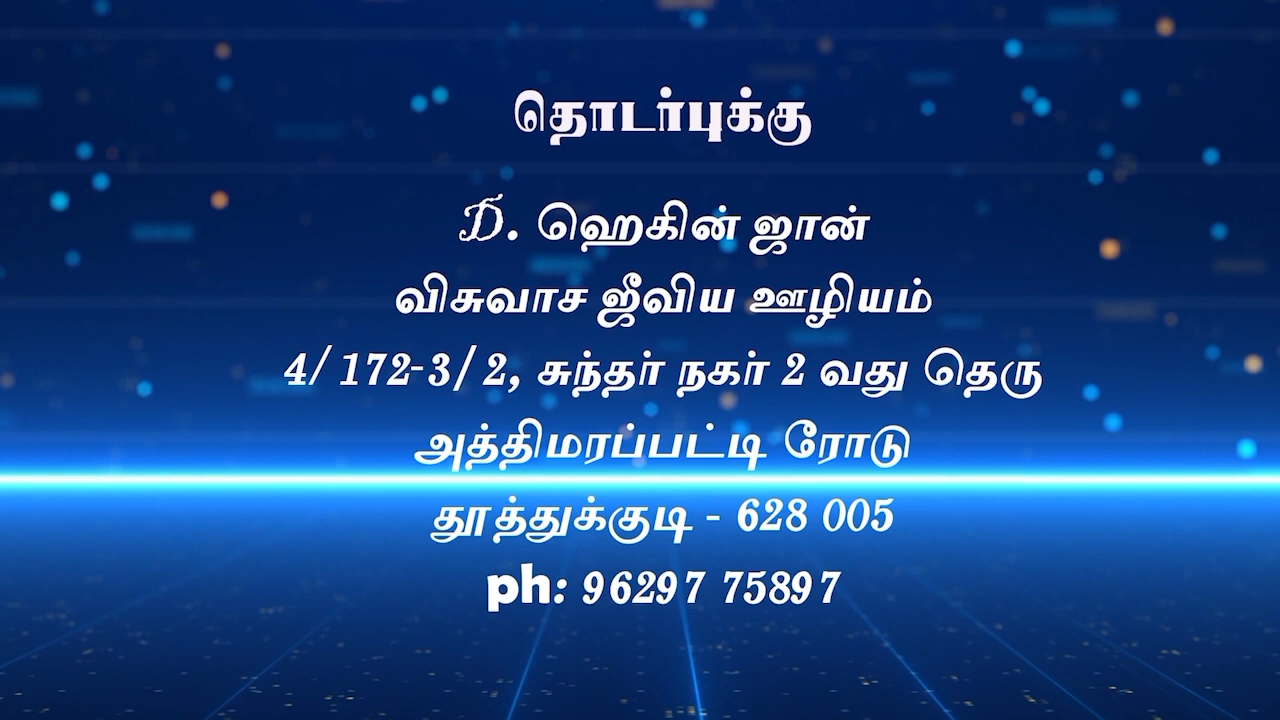 தொடர்புக்கு
D. ஹெகின் ஜான்
விசுவாச ஜீவிய ஊழியம்
4/172-3/2, சுந்தர் நகர் 2 வது தெரு
அத்திமரப்பட்டி ரோடு
தூத்துக்குடி - 628 005
ph: 96297 75897